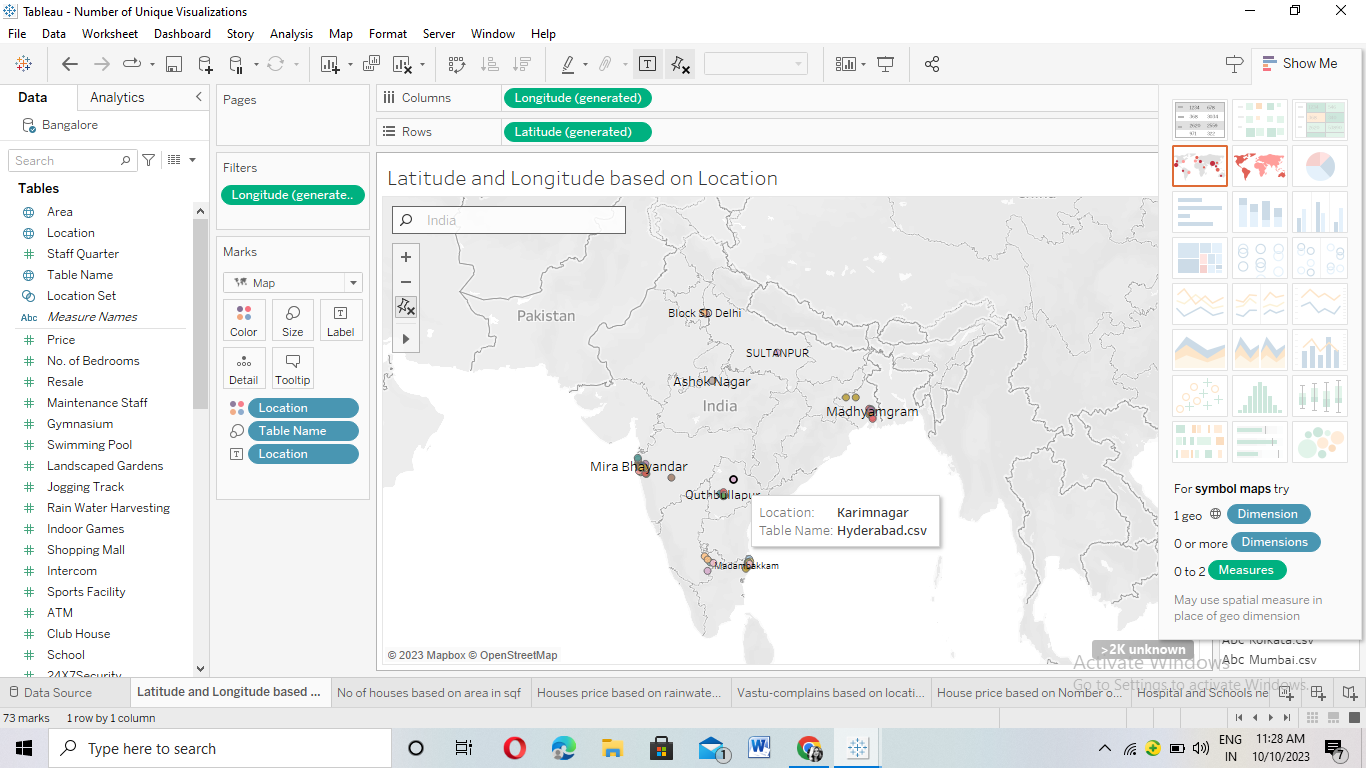 Tableau - Number of Unique Visualizations
File Data Worksheet Dashboard Story Analysis Map Format Server Window Help
Show Me
Data Analytics
Bangalore
Search
Tables
Area
Location
Staff Quarter
Table Name
Location Set
Abc Measure Names
Price
No. of Bedrooms
Resale
Maintenance Staff
Gymnasium
Swimming Pool
Landscaped Gardens
Jogging Track
Rain Water Harvesting
Indoor Games
Shopping Mall
Intercom
Sports Facility
ATM
Club House
School
24X7Security
Pages
Filters
Longitude (generate..
Marks
Map
Color Size Label
Detail Tooltip
Location
Table Name
Location
Columns Longitude (generated)
Rows Latitude (generated)
Latitude and Longitude based on Location
India
Pakistan
Block SD Delhi
SULTANPUR
Ashok Nagar
India
Madhyamgram
Mira Bhayandar
Quthbullapur
Location: Karimnagar
Table Name: Hyderabad.csv
Madambakkam
© 2023 Mapbox © OpenStreetMap
>2K unknown
For symbol maps try
1 geo Dimension
0 or more Dimensions
0 to 2 Measures
May use spatial measure in
place of geo dimension
Abc Kolkata.csv
Abc Mumbai.csv
Activate Windows
Go to Settings to activate Windows.
Data Source Latitude and Longitude based ... No of houses based on area in sqf Houses price based on rainwate... Vastu-complains based on locati... House price based on Nomber o... Hospital and Schools ne
73 marks 1 row by 1 column
Type here to search
1
ENG
IN
11:28 AM
10/10/2023
7